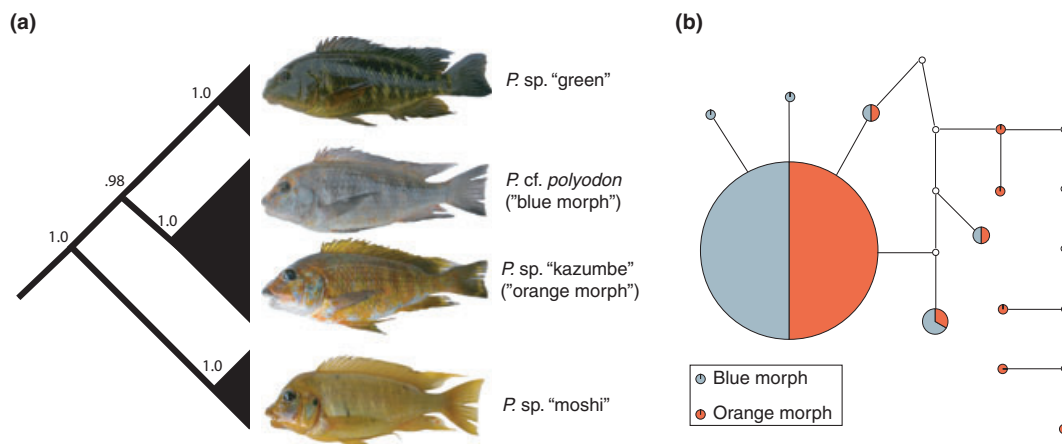 (a)
1.0
.98
1.0
1.0
1.0
P. sp. “green”
P. cf. polyodon
("blue morph”)
P. sp. “kazumbe”
("orange morph”)
P. sp. “moshi”
(b)
Blue morph
Orange morph